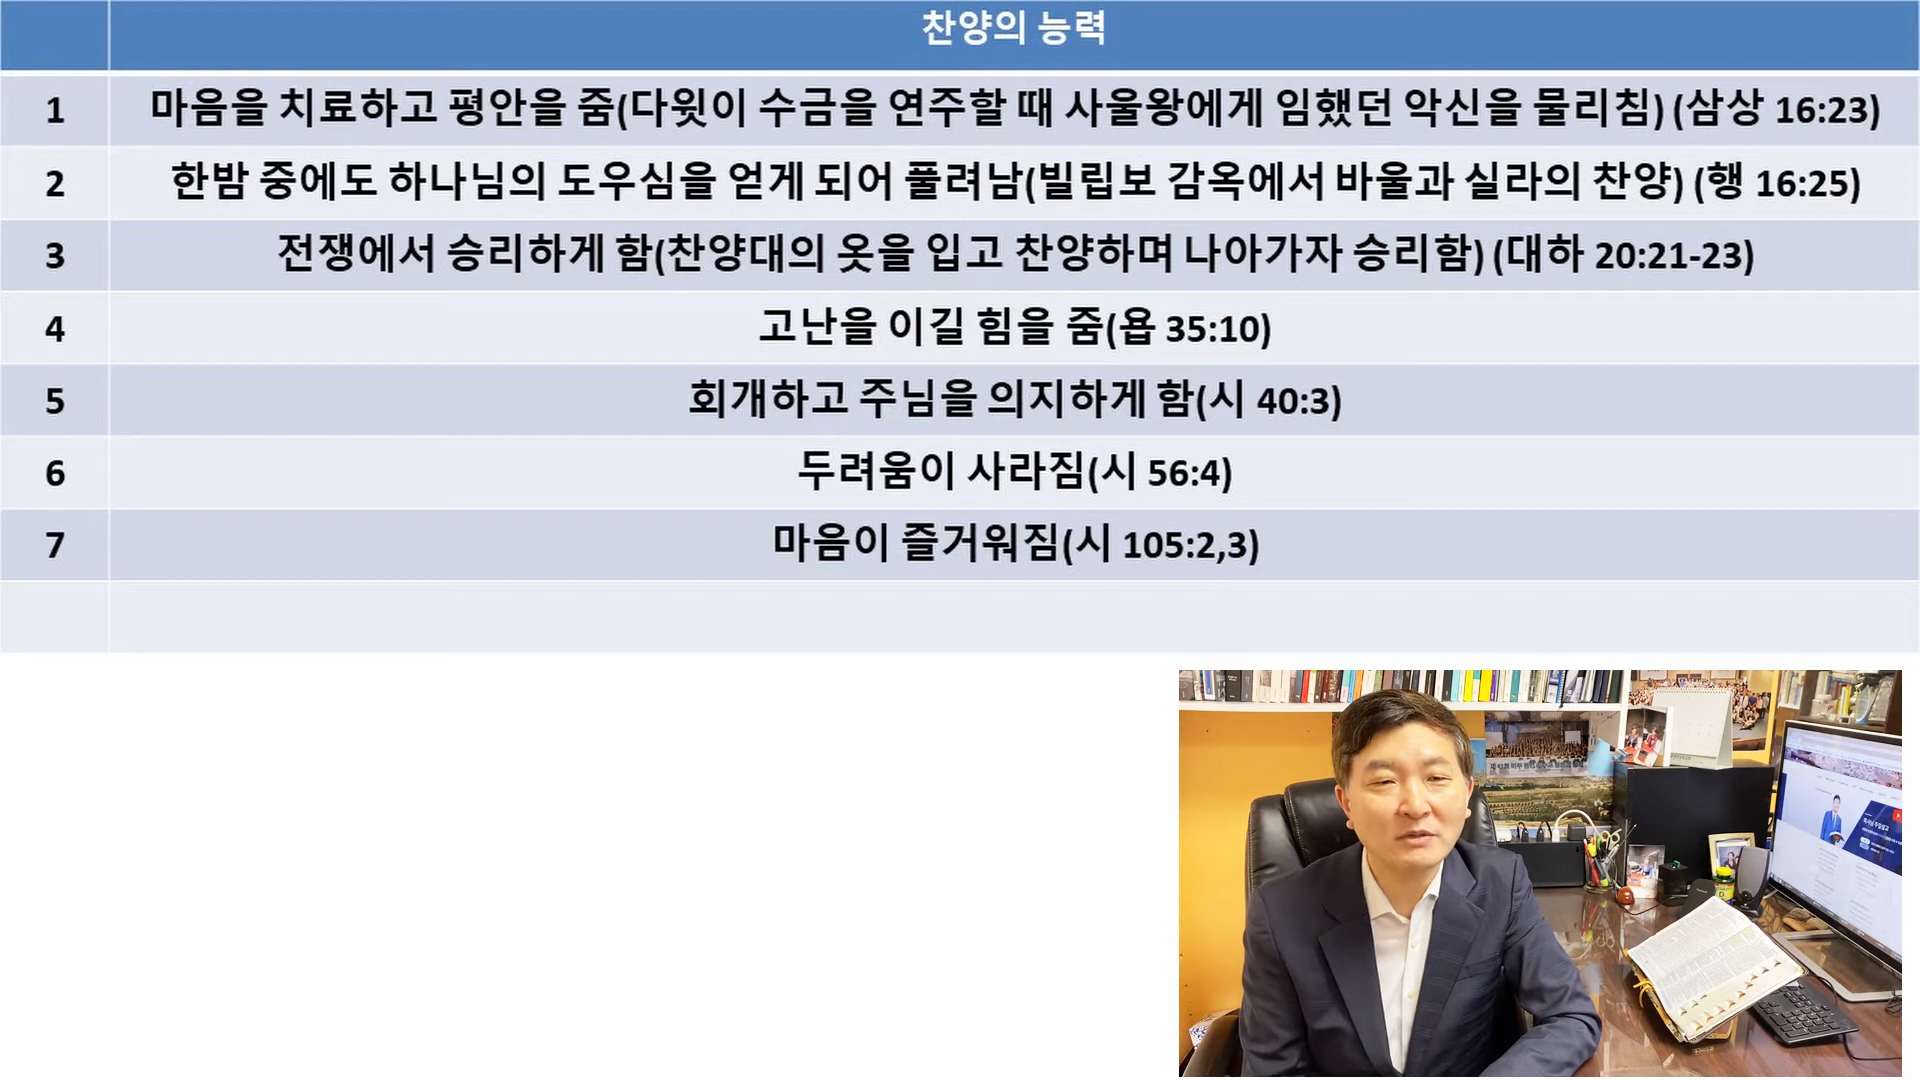 찬양의 능력
1 마음을 치료하고 평안을 줌(다윗이 수금을 연주할 때 사울왕에게 임했던 악신을 물리침) (삼상 16:23)
2 한밤 중에도 하나님의 도우심을 얻게 되어 풀려남(빌립보 감옥에서 바울과 실라의 찬양) (행 16:25)
3 전쟁에서 승리하게 함(찬양대의 옷을 입고 찬양하며 나아가자 승리함) (대하 20:21-23)
4 고난을 이길 힘을 줌(욥 35:10)
5 회개하고 주님을 의지하게 함(시 40:3)
6 두려움이 사라짐(시 56:4)
7 마음이 즐거워짐(시 105:2,3)